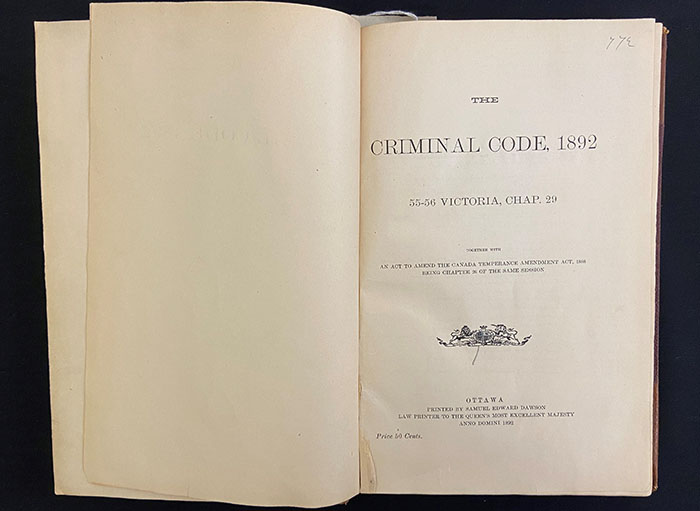 THE
CRIMINAL CODE, 1892
55-56 VICTORIA, CHAP. 29
TOGETHER WITH
AN ACT TO AMEND THE CANADA TEMPERANCE AMENDMENT ACT, 1888
BEING CHAPTER 26 OF THE SAME SESSION
OTTAWA
PRINTED BY SAMUEL EDWARD DAWSON
LAW PRINTER TO THE QUEEN'S MOST EXCELLENT MAJESTY
ANNO DOMINI 1892
Price 50 Cents.